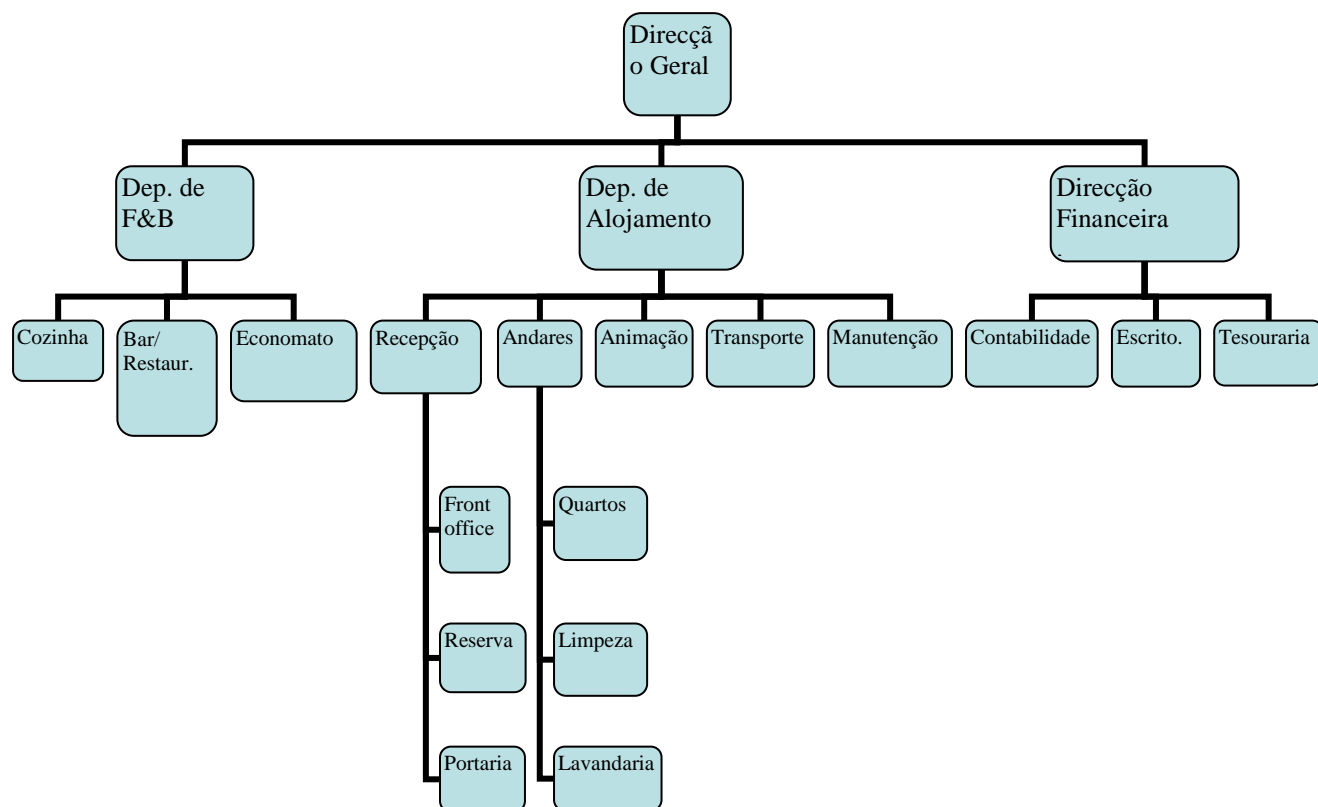 Direcçã
o Geral
Dep. de
F&B
Dep. de
Alojamento
Direcção
Financeira
.
Cozinha
Bar/
Restaur.
Economato
Recepção
Andares
Animação
Transporte
Manutenção
Contabilidade
Escrito.
Tesouraria
Front
office
Quartos
Reserva
Limpeza
Portaria
Lavandaria